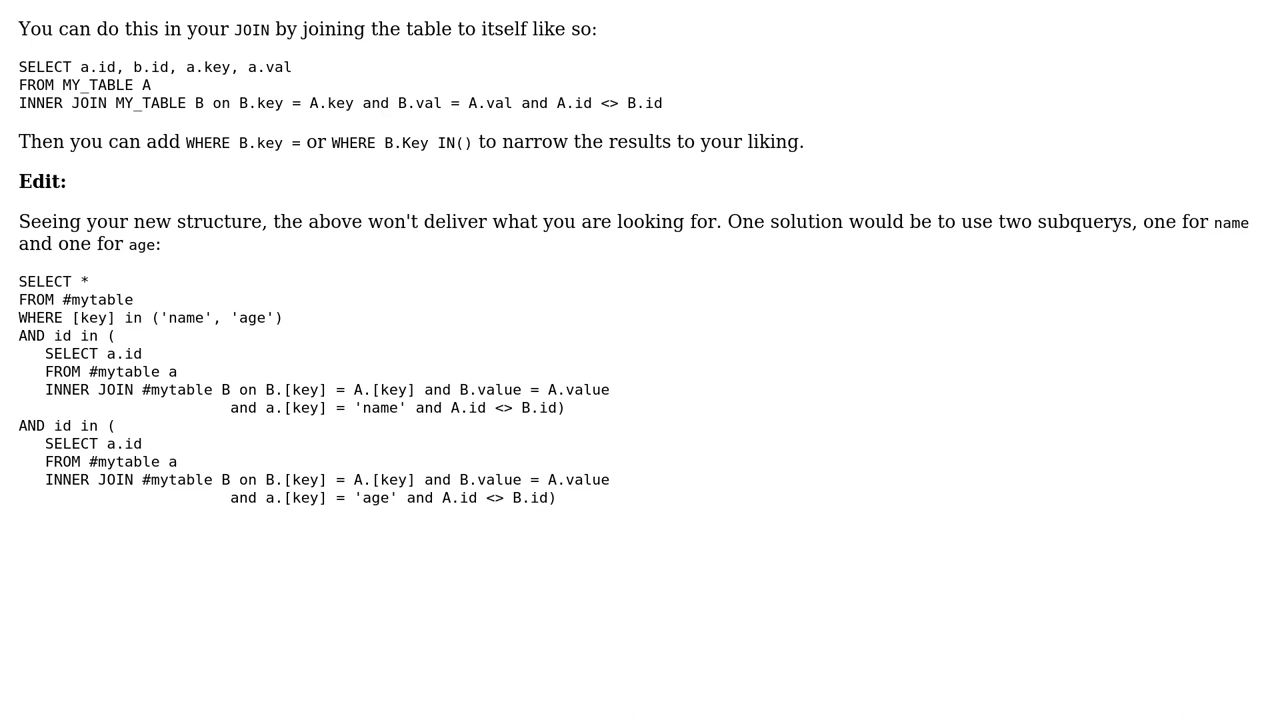 You can do this in your JOIN by joining the table to itself like so:
SELECT a.id, b.id, a.key, a.val
FROM MY_TABLE A
INNER JOIN MY_TABLE B on B.key = A.key and B.val = A.val and A.id <> B.id
Then you can add WHERE B.key = or WHERE B.Key IN() to narrow the results to your liking.
Edit:
Seeing your new structure, the above won't deliver what you are looking for. One solution would be to use two subquerys, one for name
and one for age:
SELECT *
FROM #mytable
WHERE [key] in ('name', 'age')
AND id in (
   SELECT a.id
   FROM #mytable a
   INNER JOIN #mytable B on B.[key] = A.[key] and B.value = A.value
                        and a.[key] = 'name' and A.id <> B.id)
AND id in (
   SELECT a.id
   FROM #mytable a
   INNER JOIN #mytable B on B.[key] = A.[key] and B.value = A.value
                        and a.[key] = 'age' and A.id <> B.id)